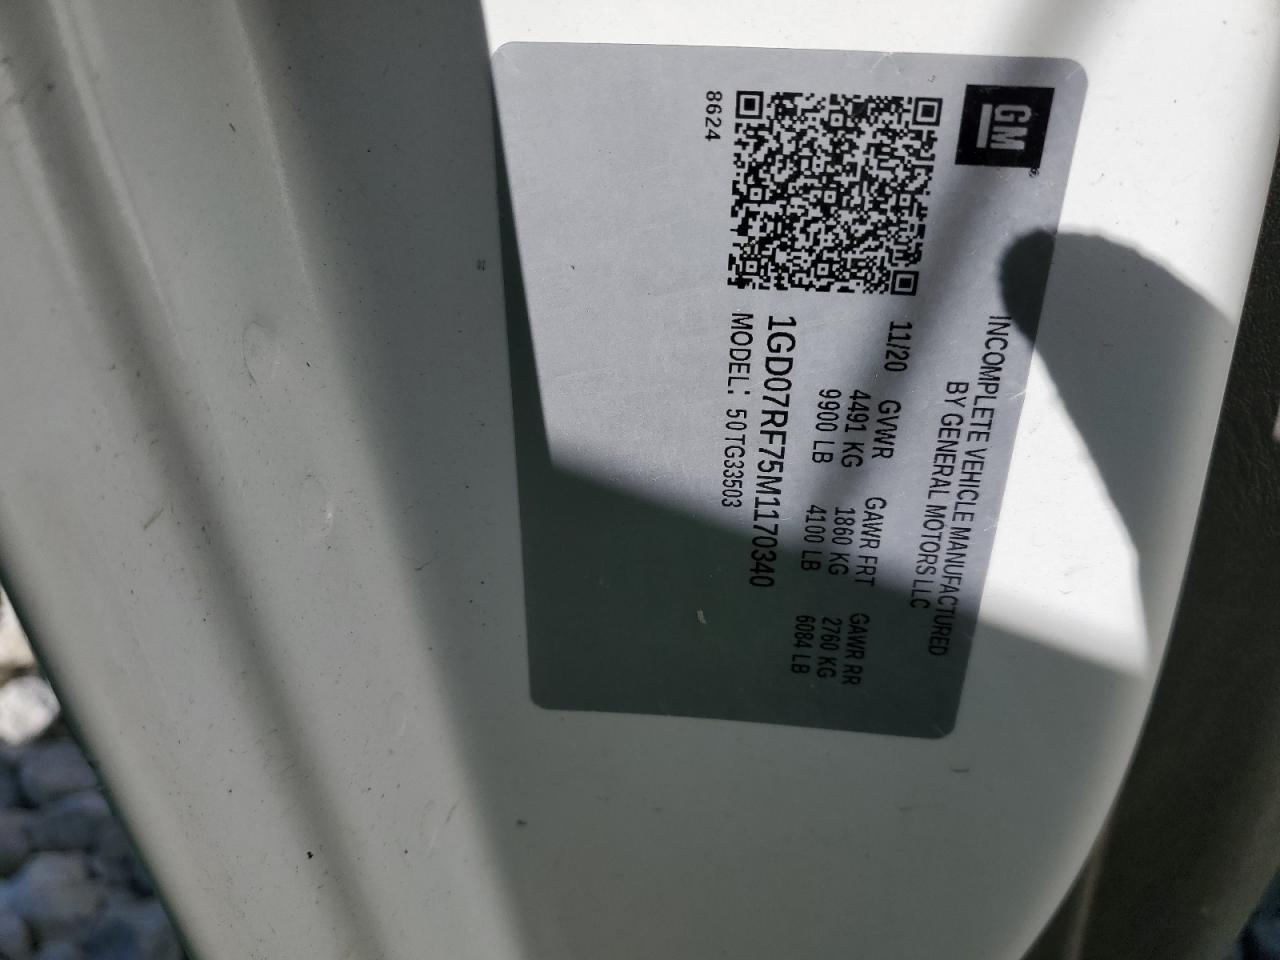 GM
INCOMPLETE VEHICLE MANUFACTURED
BY GENERAL MOTORS LLC
11/20 GVWR GAWR FRT GAWR RR
4491 KG 1860 KG 2760 KG
9900 LB 4100 LB 6084 LB
1GD07RF75M1170340
MODEL: 50TG33503
8624